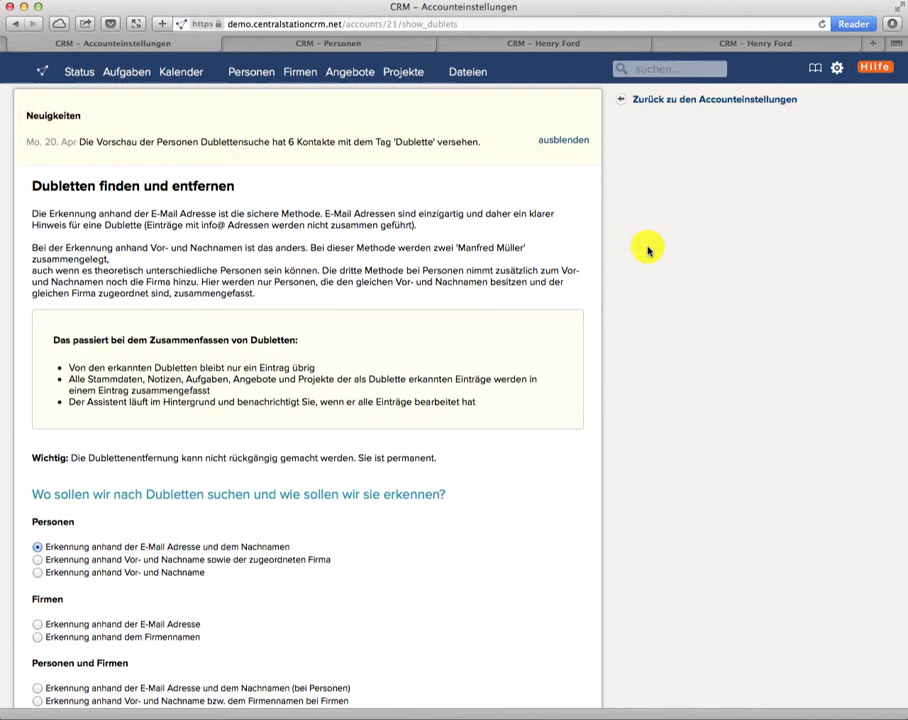 CRM – Accounteinstellungen
https demo.centralstationcrm.net/accounts/21/show_dublets
Reader
CRM – Accounteinstellungen
CRM – Personen
CRM – Henry Ford
CRM – Henry Ford
Status Aufgaben Kalender Personen Firmen Angebote Projekte Dateien
suchen...
Hilfe
Zurück zu den Accounteinstellungen
Neuigkeiten
Mo. 20. Apr Die Vorschau der Personen Dublettensuche hat 6 Kontakte mit dem Tag 'Dublette' versehen.
ausblenden
Dubletten finden und entfernen
Die Erkennung anhand der E-Mail Adresse ist die sichere Methode. E-Mail Adressen sind einzigartig und daher ein klarer
Hinweis für eine Dublette (Einträge mit info@ Adressen werden nicht zusammen geführt).
Bei der Erkennung anhand Vor- und Nachnamen ist das anders. Bei dieser Methode werden zwei 'Manfred Müller'
zusammengelegt,
auch wenn es theoretisch unterschiedliche Personen sein können. Die dritte Methode bei Personen nimmt zusätzlich zum Vor-
und Nachnamen noch die Firma hinzu. Hier werden nur Personen, die den gleichen Vor- und Nachnamen besitzen und der
gleichen Firma zugeordnet sind, zusammengefasst.
Das passiert bei dem Zusammenfassen von Dubletten:
• Von den erkannten Dubletten bleibt nur ein Eintrag übrig
• Alle Stammdaten, Notizen, Aufgaben, Angebote und Projekte der als Dublette erkannten Einträge werden in
einem Eintrag zusammengefasst
• Der Assistent läuft im Hintergrund und benachrichtigt Sie, wenn er alle Einträge bearbeitet hat
Wichtig: Die Dublettenentfernung kann nicht rückgängig gemacht werden. Sie ist permanent.
Wo sollen wir nach Dubletten suchen und wie sollen wir sie erkennen?
Personen
Erkennung anhand der E-Mail Adresse und dem Nachnamen
Erkennung anhand Vor- und Nachname sowie der zugeordneten Firma
Erkennung anhand Vor- und Nachname
Firmen
Erkennung anhand der E-Mail Adresse
Erkennung anhand dem Firmennamen
Personen und Firmen
Erkennung anhand der E-Mail Adresse und dem Nachnamen (bei Personen)
Erkennung anhand Vor- und Nachname bzw. dem Firmennamen bei Firmen